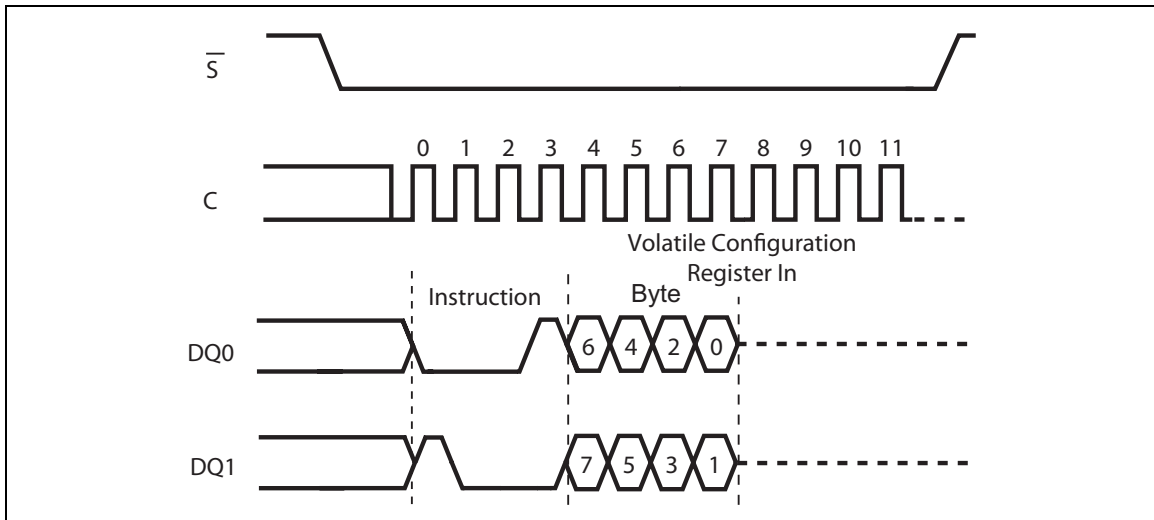 S
0 1 2 3 4 5 6 7 8 9 10 11
C
Volatile Configuration
Register In
Instruction Byte
DQ0 6 4 2 0
DQ1 7 5 3 1